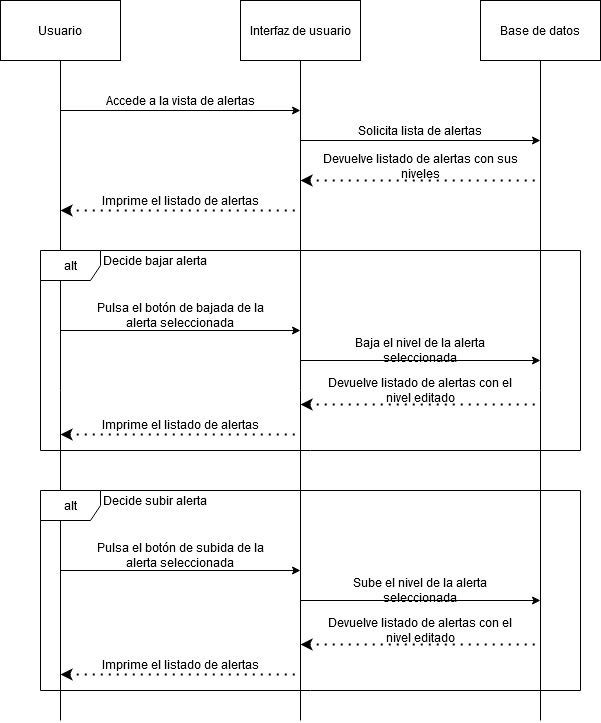 Usuario
Interfaz de usuario
Base de datos
Accede a la vista de alertas
Solicita lista de alertas
Devuelve listado de alertas con sus
niveles
Imprime el listado de alertas
alt
Decide bajar alerta
Pulsa el botón de bajada de la
alerta seleccionada
Baja el nivel de la alerta
seleccionada
Devuelve listado de alertas con el
nivel editado
Imprime el listado de alertas
alt
Decide subir alerta
Pulsa el botón de subida de la
alerta seleccionada
Sube el nivel de la alerta
seleccionada
Devuelve listado de alertas con el
nivel editado
Imprime el listado de alertas